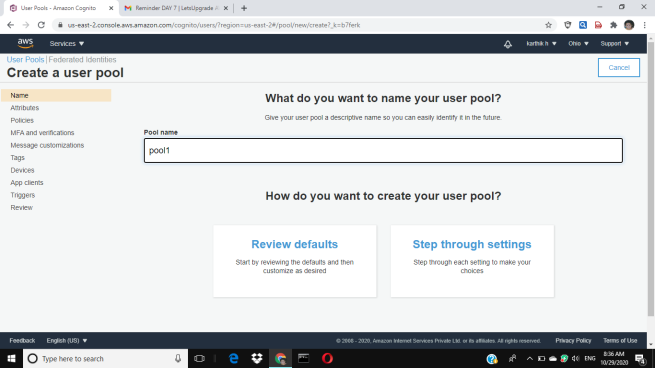 User Pools - Amazon Cognito
Reminder DAY 7 | LetsUpgrade A
us-east-2.console.aws.amazon.com/cognito/users/?region=us-east-2#/pool/new/create?_k=b7ferk
aws
Services
karthik h
Ohio
Support
User Pools | Federated Identities
Create a user pool
Cancel
Name
Attributes
Policies
MFA and verifications
Message customizations
Tags
Devices
App clients
Triggers
Review
What do you want to name your user pool?
Give your user pool a descriptive name so you can easily identify it in the future.
Pool name
pool1
How do you want to create your user pool?
Review defaults
Start by reviewing the defaults and then
customize as desired
Step through settings
Step through each setting to make your
choices
Feedback
English (US)
© 2008 - 2020, Amazon Internet Services Private Ltd. or its affiliates. All rights reserved.
Privacy Policy
Terms of Use
Type here to search
ENG
8:36 AM
10/29/2020